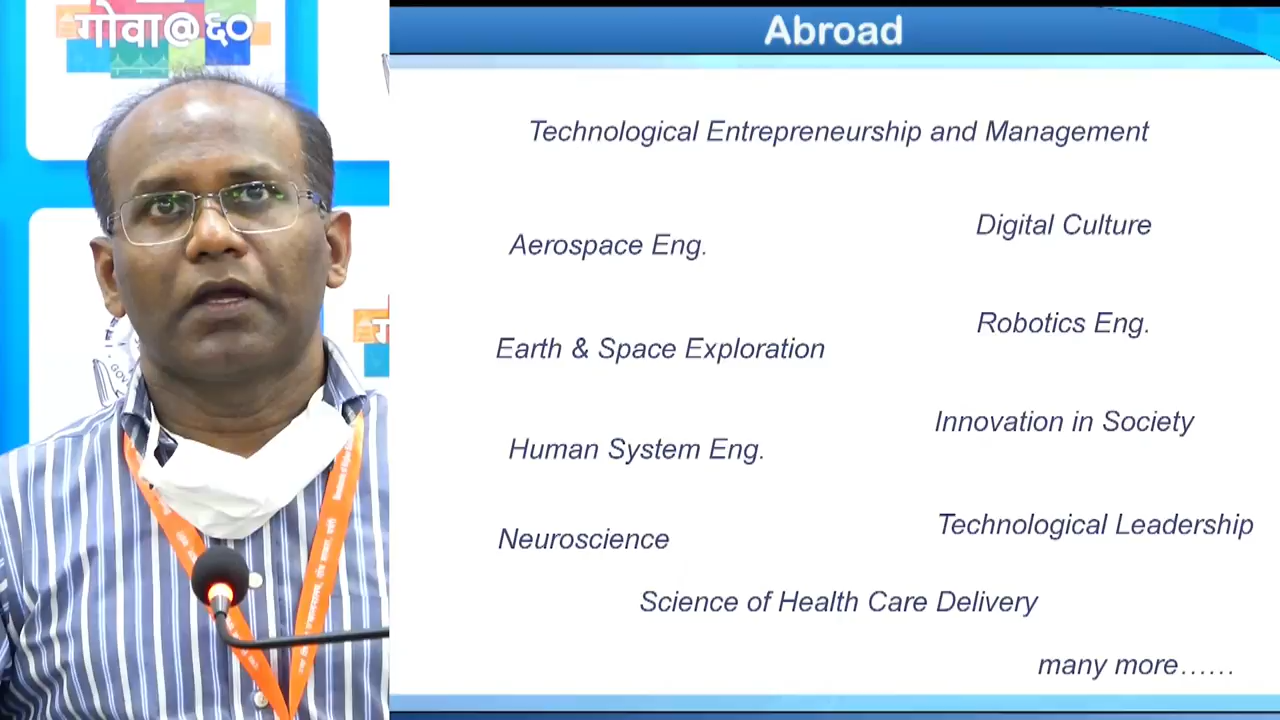 गोवा@६०
Abroad
Technological Entrepreneurship and Management
Digital Culture
Aerospace Eng.
Robotics Eng.
Earth & Space Exploration
Innovation in Society
Human System Eng.
Technological Leadership
Neuroscience
Science of Health Care Delivery
many more……
GOV